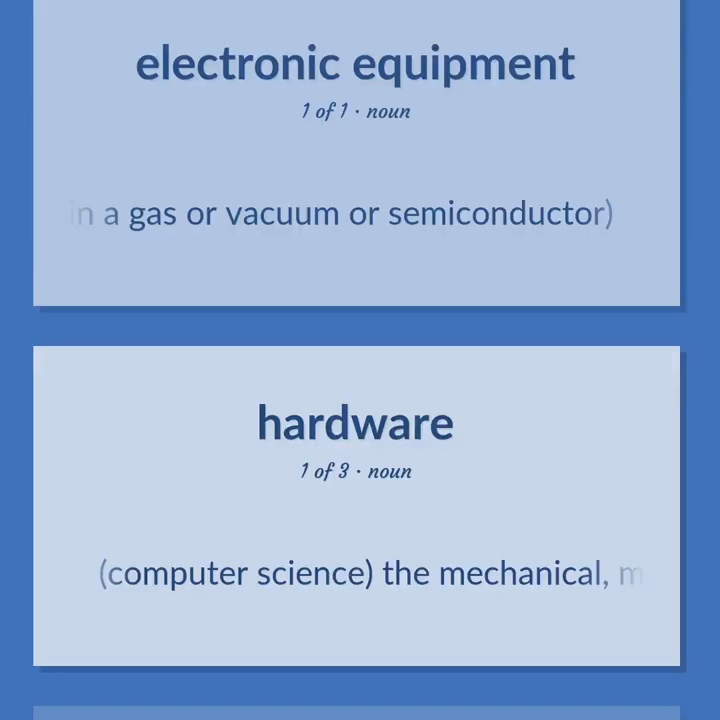 electronic equipment
1 of 1 · noun
in a gas or vacuum or semiconductor)
hardware
1 of 3 · noun
(computer science) the mechanical, m